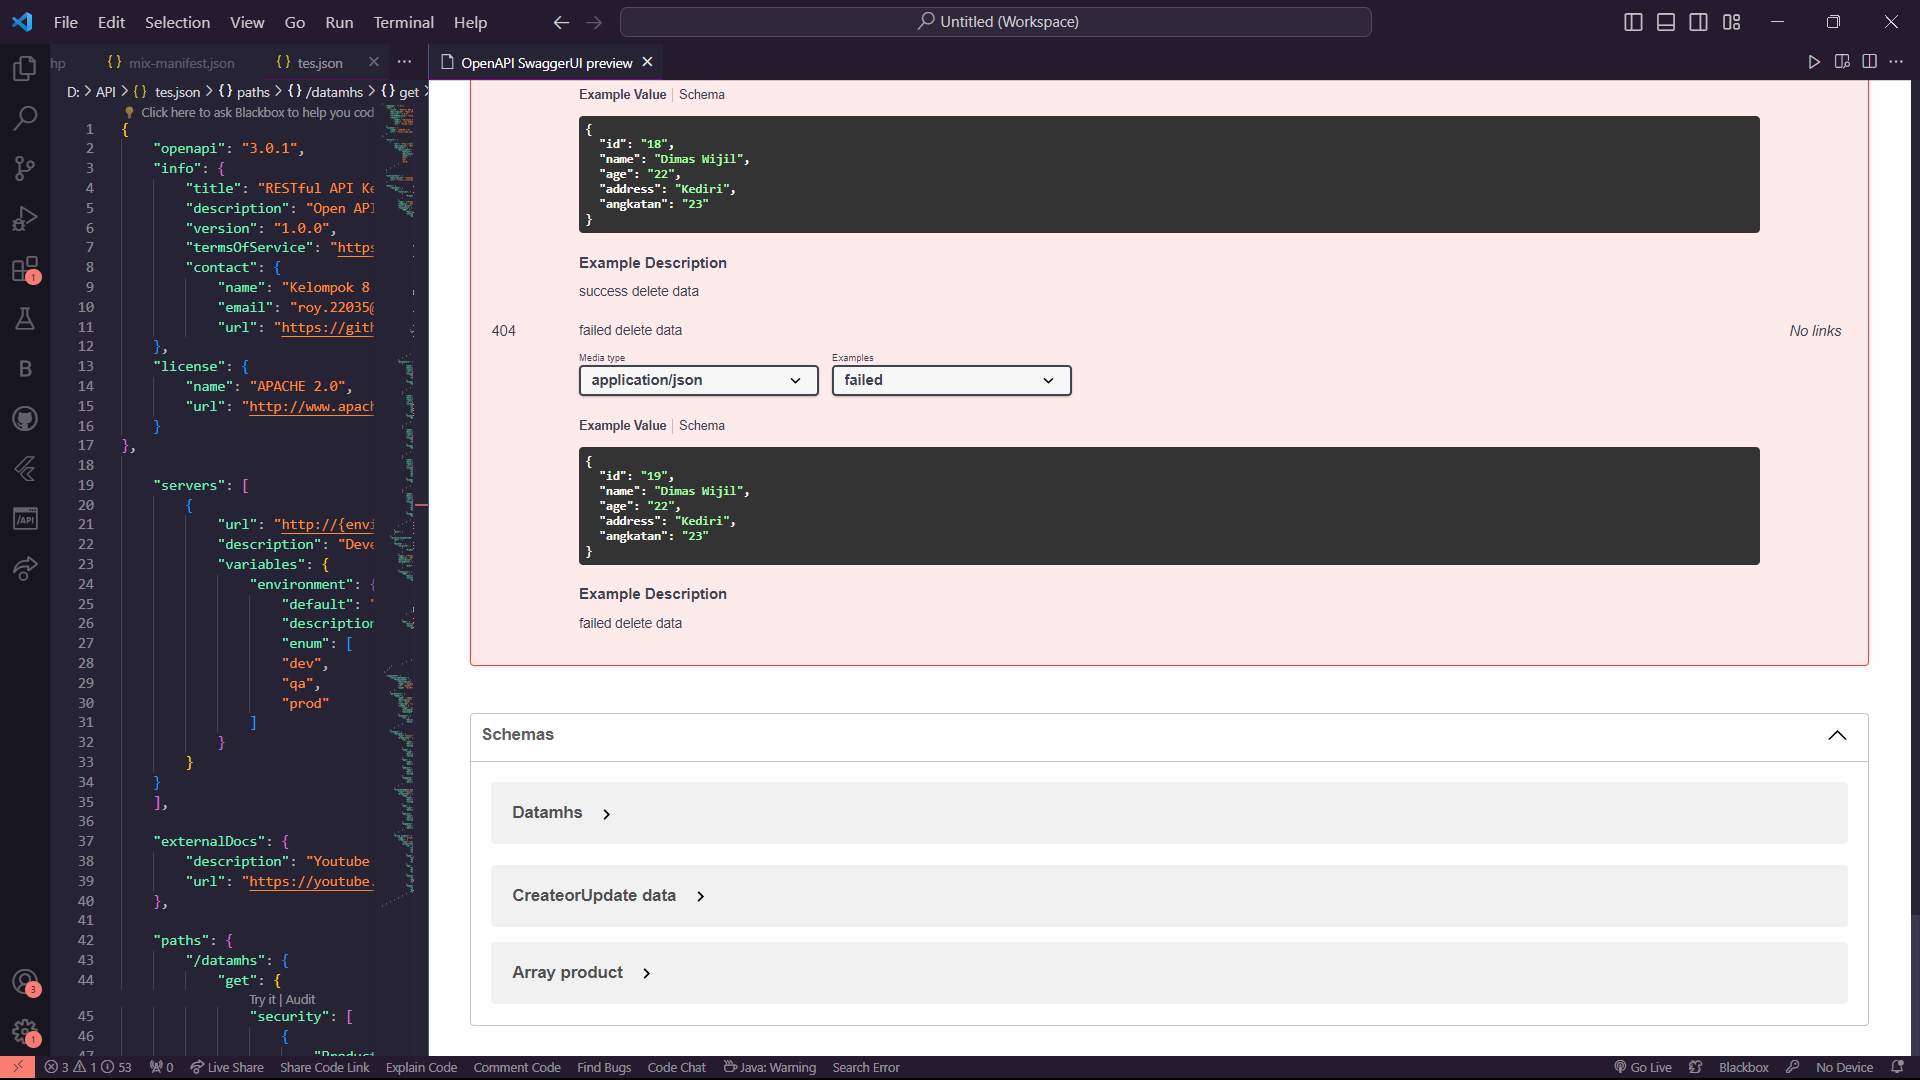 File Edit Selection View Go Run Terminal Help
Untitled (Workspace)
hp
{} mix-manifest.json
{} tes.json
OpenAPI SwaggerUI preview
D: > API > {} tes.json > {} paths > {} /datamhs > {} get >
Click here to ask Blackbox to help you cod
1 {
2 "openapi": "3.0.1",
3 "info": {
4 "title": "RESTful API Ke
5 "description": "Open API
6 "version": "1.0.0",
7 "termsOfService": "https
8 "contact": {
9 "name": "Kelompok 8
10 "email": "roy.22035@
11 "url": "https://gith
12 },
13 "license": {
14 "name": "APACHE 2.0",
15 "url": "http://www.apach
16 }
17 },
18
19 "servers": [
20 {
21 "url": "http://{envi
22 "description": "Deve
23 "variables": {
24 "environment": {
25 "default": "
26 "description
27 "enum": [
28 "dev",
29 "qa",
30 "prod"
31 ]
32 }
33 }
34 }
35 ],
36
37 "externalDocs": {
38 "description": "Youtube
39 "url": "https://youtube.
40 },
41
42 "paths": {
43 "/datamhs": {
44 "get": {
Try it | Audit
45 "security": [
46 {
47 "Product
Example Value | Schema
{
"id": "18",
"name": "Dimas Wijil",
"age": "22",
"address": "Kediri",
"angkatan": "23"
}
Example Description
success delete data
404 failed delete data No links
Media type Examples
application/json failed
Example Value | Schema
{
"id": "19",
"name": "Dimas Wijil",
"age": "22",
"address": "Kediri",
"angkatan": "23"
}
Example Description
failed delete data
Schemas
Datamhs
CreateorUpdate data
Array product
B
/API
1
3
1
3 1 53 0 Live Share Share Code Link Explain Code Comment Code Find Bugs Code Chat Java: Warning Search Error Go Live Blackbox No Device